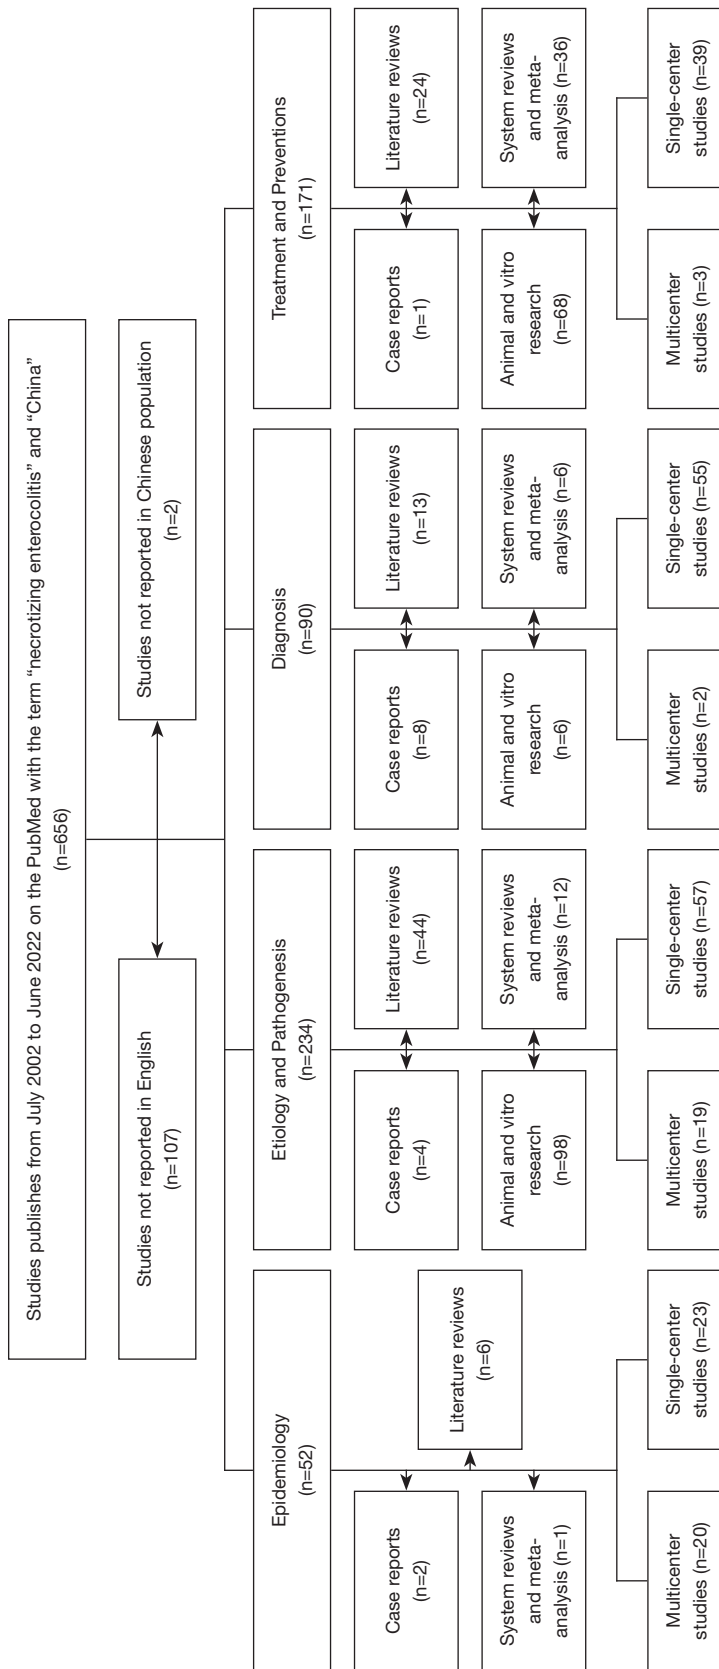 Studies publishes from July 2002 to June 2022 on the PubMed with the term “necrotizing enterocolitis” and “China”
(n=656)
Studies not reported in English
(n=107)
Studies not reported in Chinese population
(n=2)
Epidemiology
(n=52)
Etiology and Pathogenesis
(n=234)
Diagnosis
(n=90)
Treatment and Preventions
(n=171)
Case reports
(n=2)
Literature reviews
(n=6)
System reviews
and meta-
analysis (n=1)
Multicenter
studies (n=20)
Single-center
studies (n=23)
Case reports
(n=4)
Literature reviews
(n=44)
Animal and vitro
research
(n=98)
System reviews
and meta-
analysis (n=12)
Multicenter
studies (n=19)
Single-center
studies (n=57)
Case reports
(n=8)
Literature reviews
(n=13)
Animal and vitro
research
(n=6)
System reviews
and meta-
analysis (n=6)
Multicenter
studies (n=2)
Single-center
studies (n=55)
Case reports
(n=1)
Literature reviews
(n=24)
Animal and vitro
research
(n=68)
System reviews
and meta-
analysis (n=36)
Multicenter
studies (n=3)
Single-center
studies (n=39)